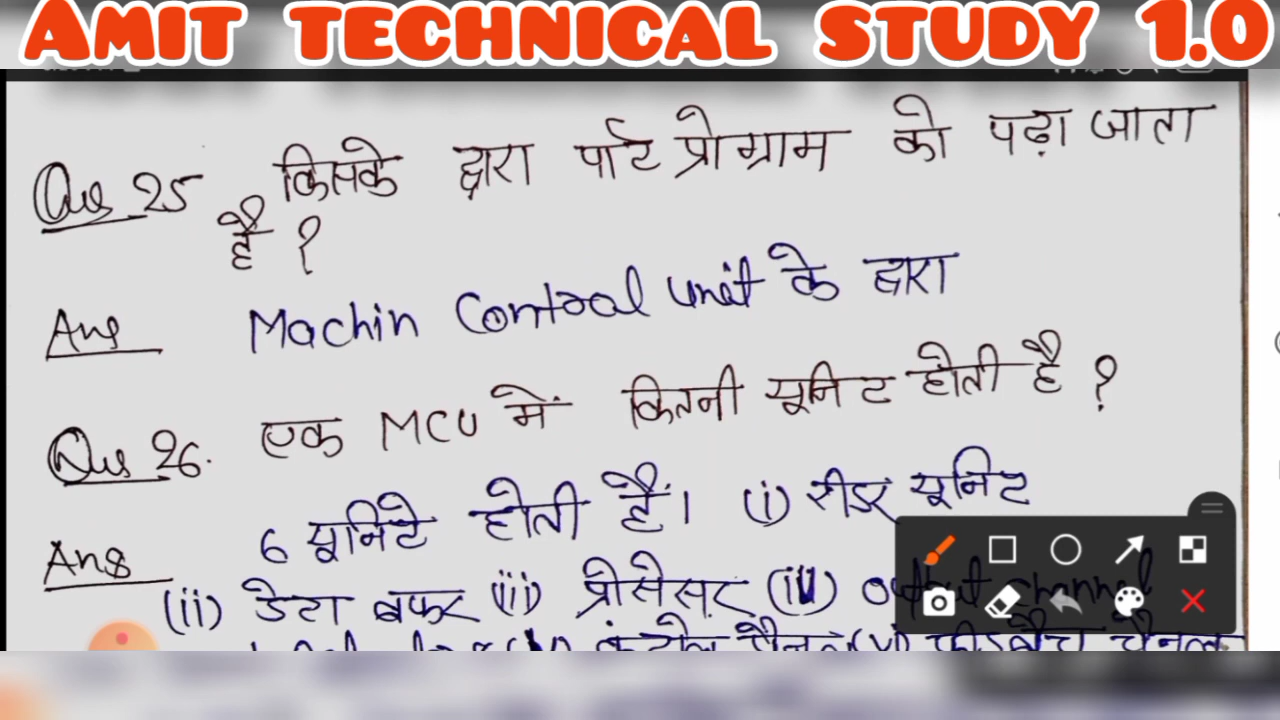 AMIT TECHNICAL STUDY 1.0
Qus 25 किसके द्वारा पार्ट प्रोग्राम को पढ़ा जाता
है ?
Ans Machin Control unit के द्वारा
Qus 26. एक MCU में कितनी यूनिट होती है ?
Ans 6 यूनिटे होती हैं। (i) रीडर यूनिट
(ii) डेटा बफर (iii) प्रोसेसर (iv) output channel